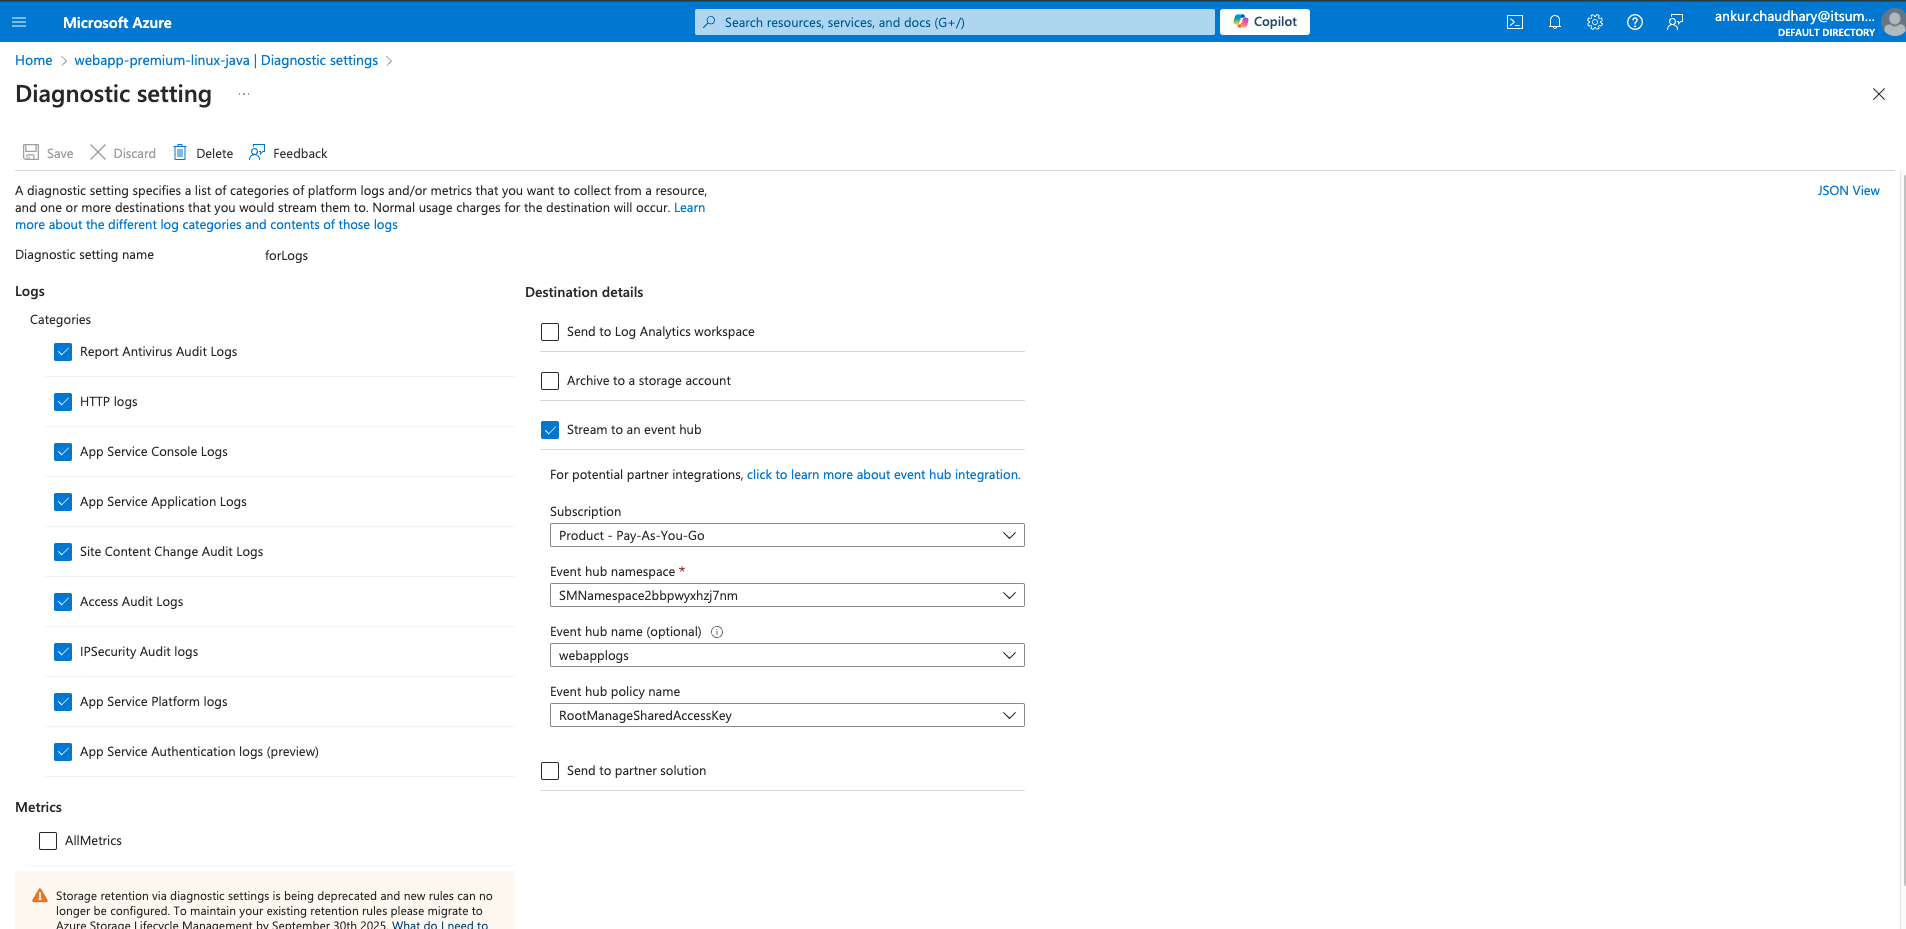 Microsoft Azure
Search resources, services, and docs (G+/)
Copilot
ankur.chaudhary@itsum...
DEFAULT DIRECTORY
Home > webapp-premium-linux-java | Diagnostic settings >
Diagnostic setting ...
Save Discard Delete Feedback
A diagnostic setting specifies a list of categories of platform logs and/or metrics that you want to collect from a resource,
and one or more destinations that you would stream them to. Normal usage charges for the destination will occur. Learn
more about the different log categories and contents of those logs
JSON View
Diagnostic setting name forLogs
Logs
Categories
Report Antivirus Audit Logs
HTTP logs
App Service Console Logs
App Service Application Logs
Site Content Change Audit Logs
Access Audit Logs
IPSecurity Audit logs
App Service Platform logs
App Service Authentication logs (preview)
Metrics
AllMetrics
Storage retention via diagnostic settings is being deprecated and new rules can no
longer be configured. To maintain your existing retention rules please migrate to
Azure Storage Lifecycle Management by September 30th 2025. What do I need to
Destination details
Send to Log Analytics workspace
Archive to a storage account
Stream to an event hub
For potential partner integrations, click to learn more about event hub integration.
Subscription
Product - Pay-As-You-Go
Event hub namespace *
SMNamespace2bbpwyxhzj7nm
Event hub name (optional)
webapplogs
Event hub policy name
RootManageSharedAccessKey
Send to partner solution